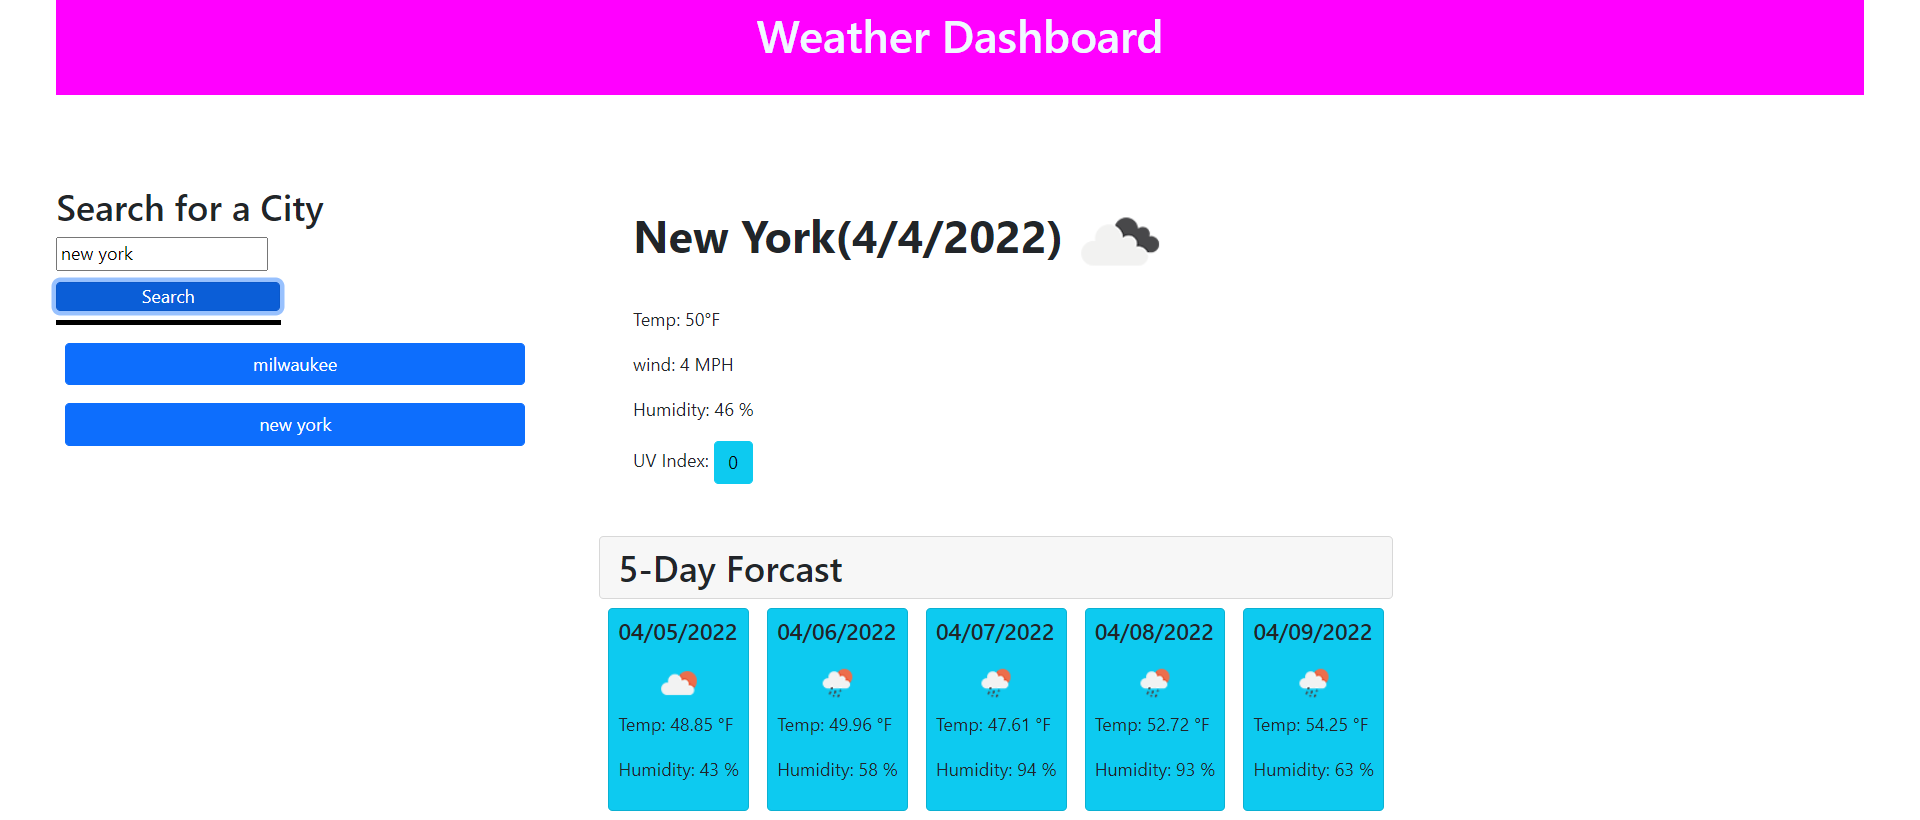 Weather Dashboard
Search for a City
new york
Search
milwaukee
new york
New York(4/4/2022)
Temp: 50°F
wind: 4 MPH
Humidity: 46 %
UV Index: 0
5-Day Forcast
04/05/2022
Temp: 48.85 °F
Humidity: 43 %
04/06/2022
Temp: 49.96 °F
Humidity: 58 %
04/07/2022
Temp: 47.61 °F
Humidity: 94 %
04/08/2022
Temp: 52.72 °F
Humidity: 93 %
04/09/2022
Temp: 54.25 °F
Humidity: 63 %